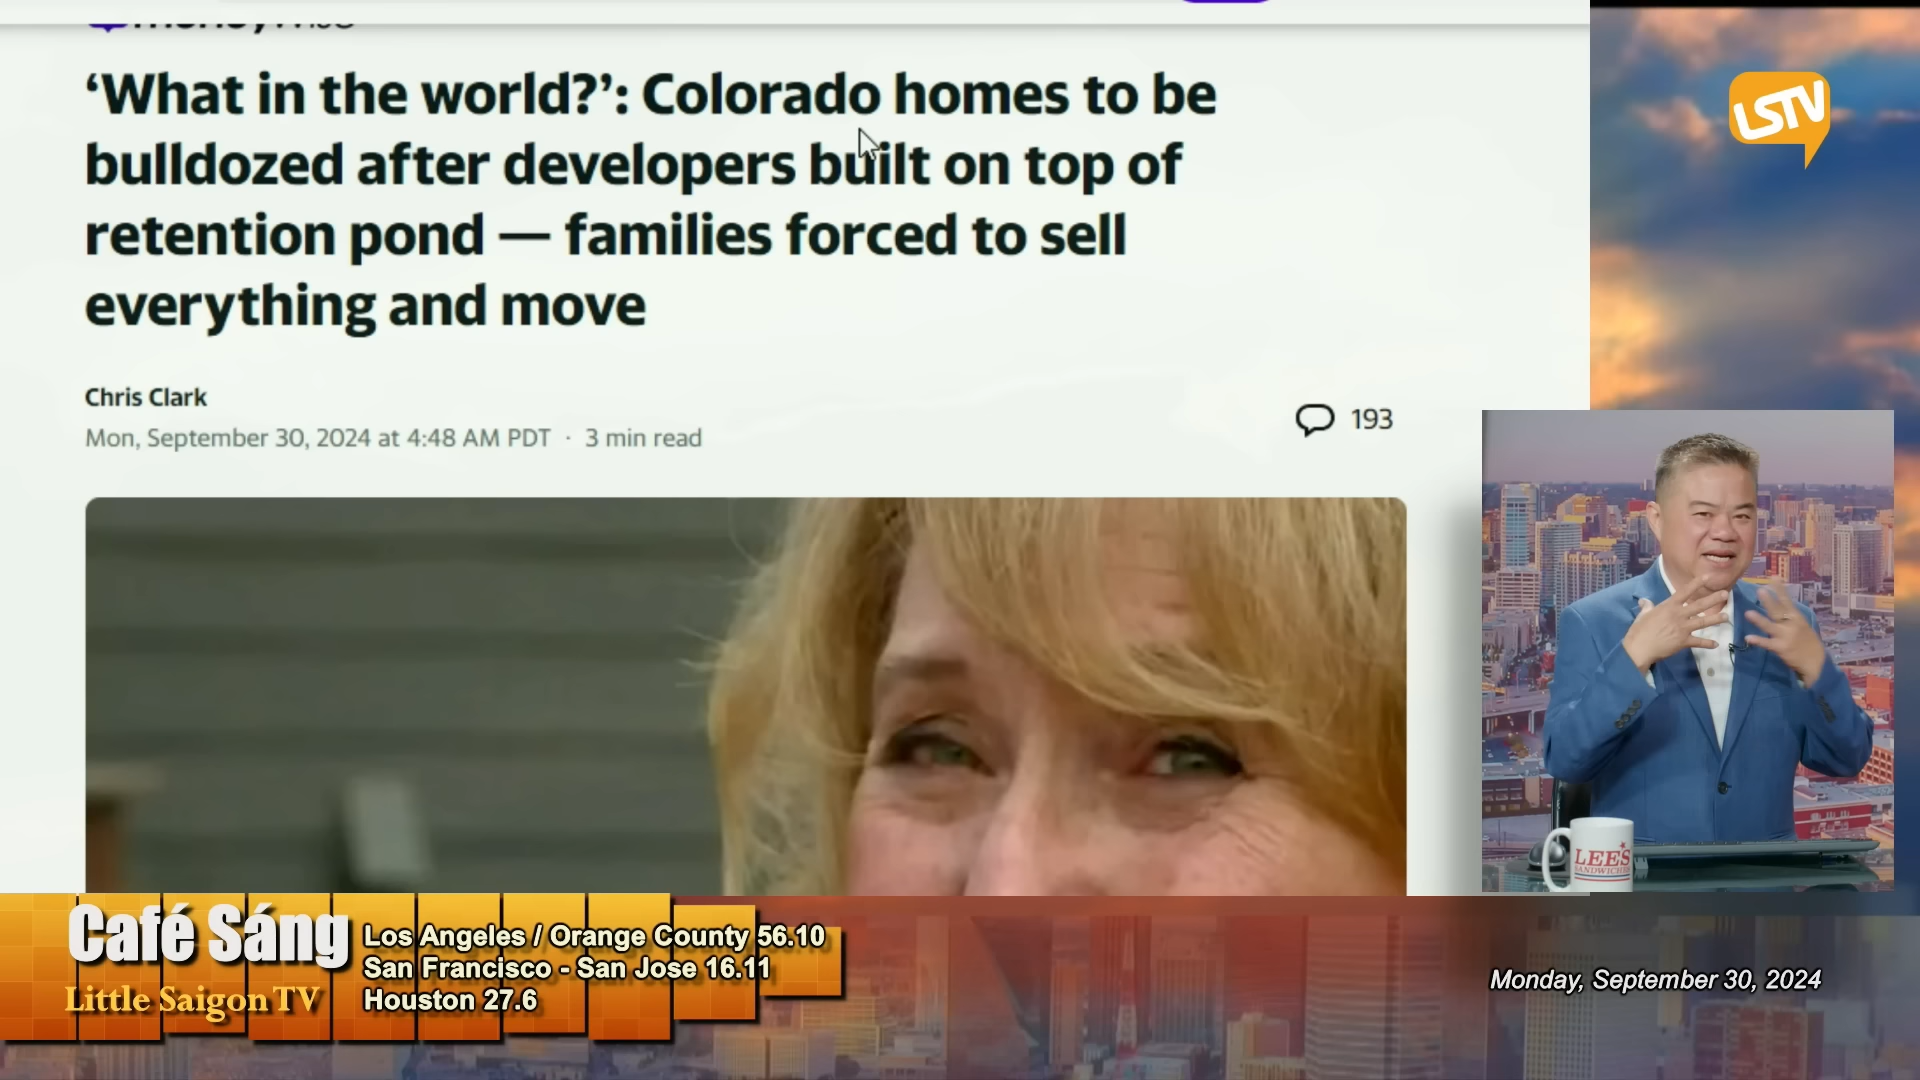 ‘What in the world?’: Colorado homes to be
bulldozed after developers built on top of
retention pond — families forced to sell
everything and move
Chris Clark
Mon, September 30, 2024 at 4:48 AM PDT · 3 min read
193
LSTV
LEE'S
SANDWICHES
Café Sáng
Little Saigon TV
Los Angeles / Orange County 56.10
San Francisco - San Jose 16.11
Houston 27.6
Monday, September 30, 2024